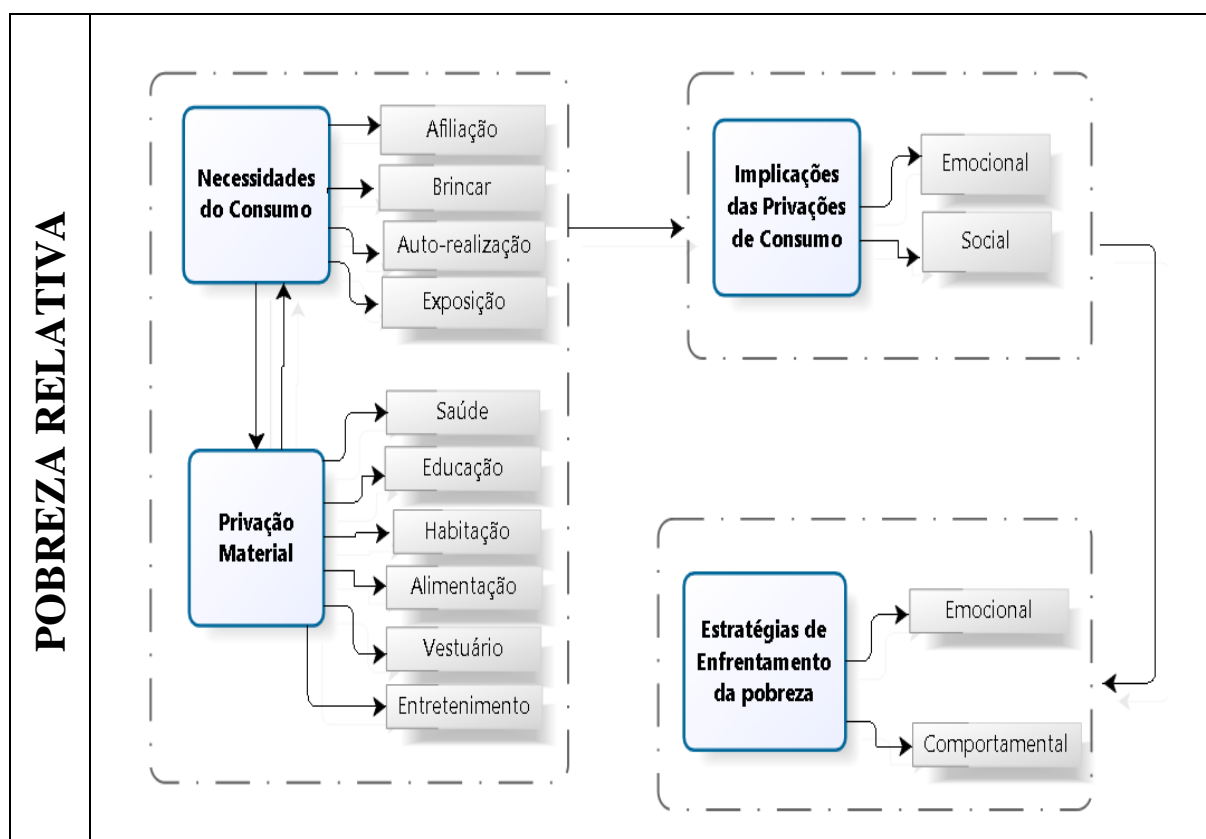 POBREZA RELATIVA
Necessidades
do Consumo
Afiliação
Brincar
Auto-realização
Exposição
Privação
Material
Saúde
Educação
Habitação
Alimentação
Vestuário
Entretenimento
Implicações
das Privações
de Consumo
Emocional
Social
Estratégias de
Enfrentamento
da pobreza
Emocional
Comportamental